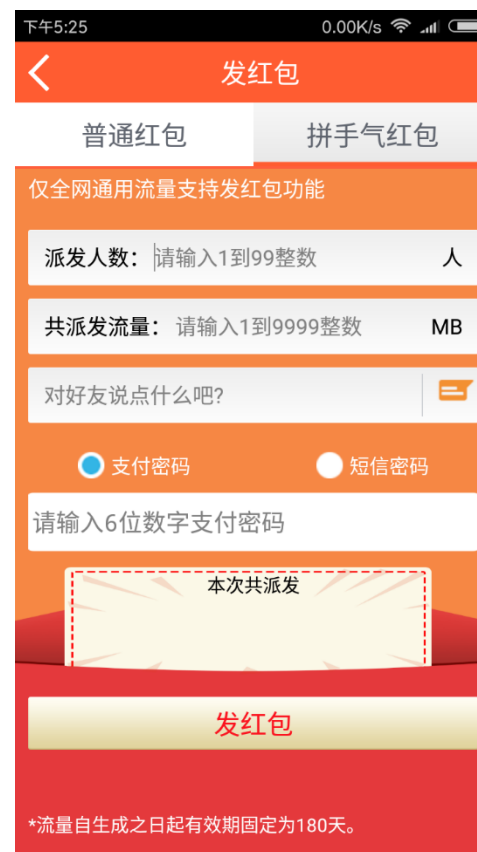 下午5:25 0.00K/s
发红包
普通红包 拼手气红包
仅全网通用流量支持发红包功能
派发人数： 请输入1到99整数 人
共派发流量： 请输入1到9999整数 MB
对好友说点什么吧?
支付密码 短信密码
请输入6位数字支付密码
本次共派发
发红包
*流量自生成之日起有效期固定为180天。